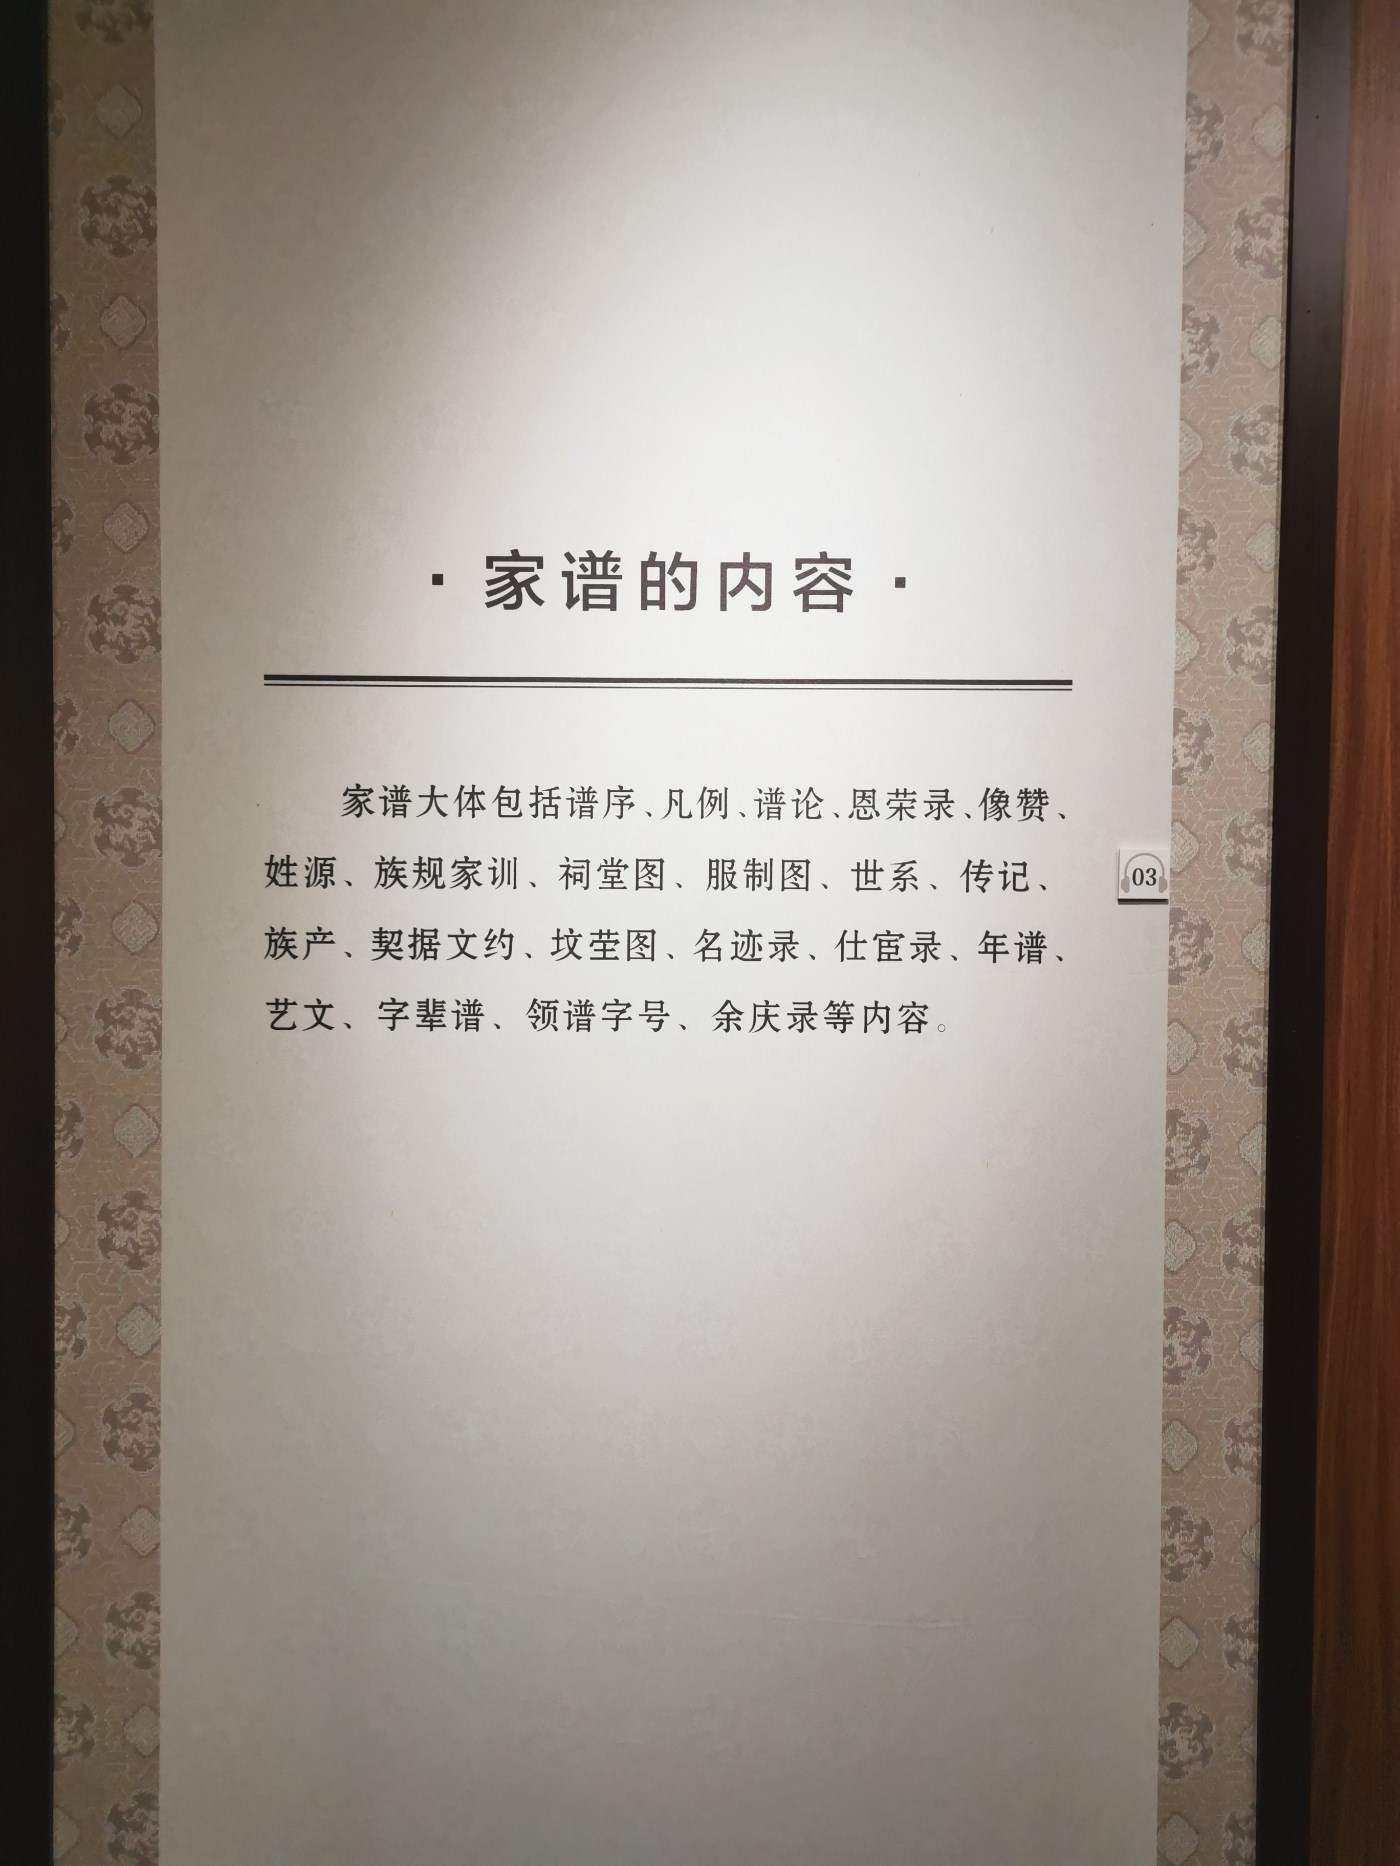 ·家谱的内容·
家谱大体包括谱序、凡例、谱论、恩荣录、像赞、
姓源、族规家训、祠堂图、服制图、世系、传记、
族产、契据文约、坟茔图、名迹录、仕宦录、年谱、
艺文、字辈谱、领谱字号、余庆录等内容。
03